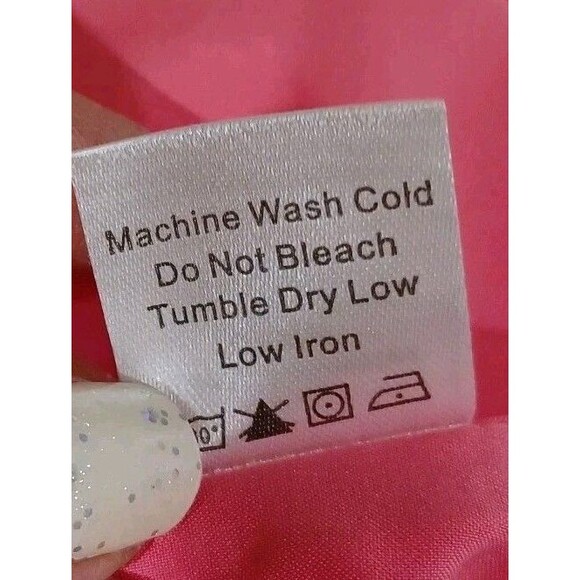 Machine Wash Cold
Do Not Bleach
Tumble Dry Low
Low Iron